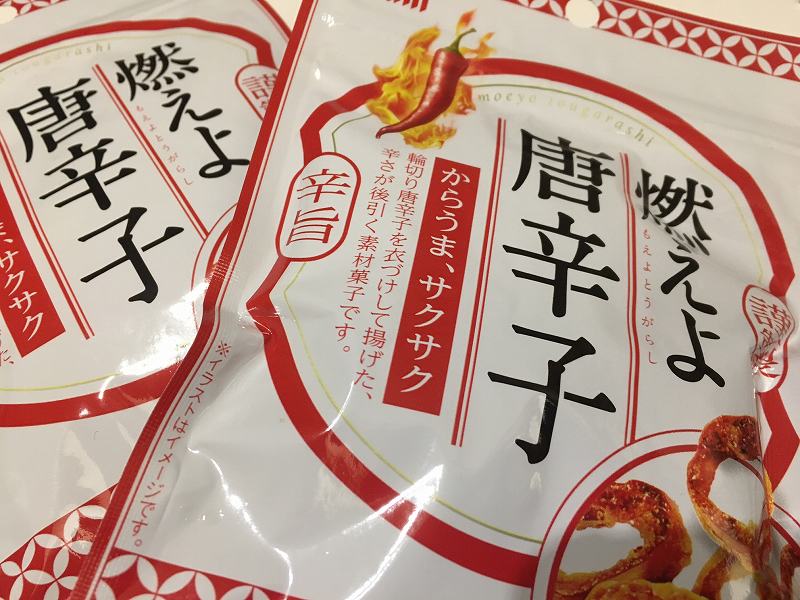 moeyo tougarashi
燃えよ
もえよとうがらし
唐辛子
からうま、サクサク
輪切り唐辛子を衣づけして揚げた、
辛さが後引く素材菓子です。
辛旨
※イラストはイメージです。
燃えよ
もえよとうがらし
唐辛子
サクサク